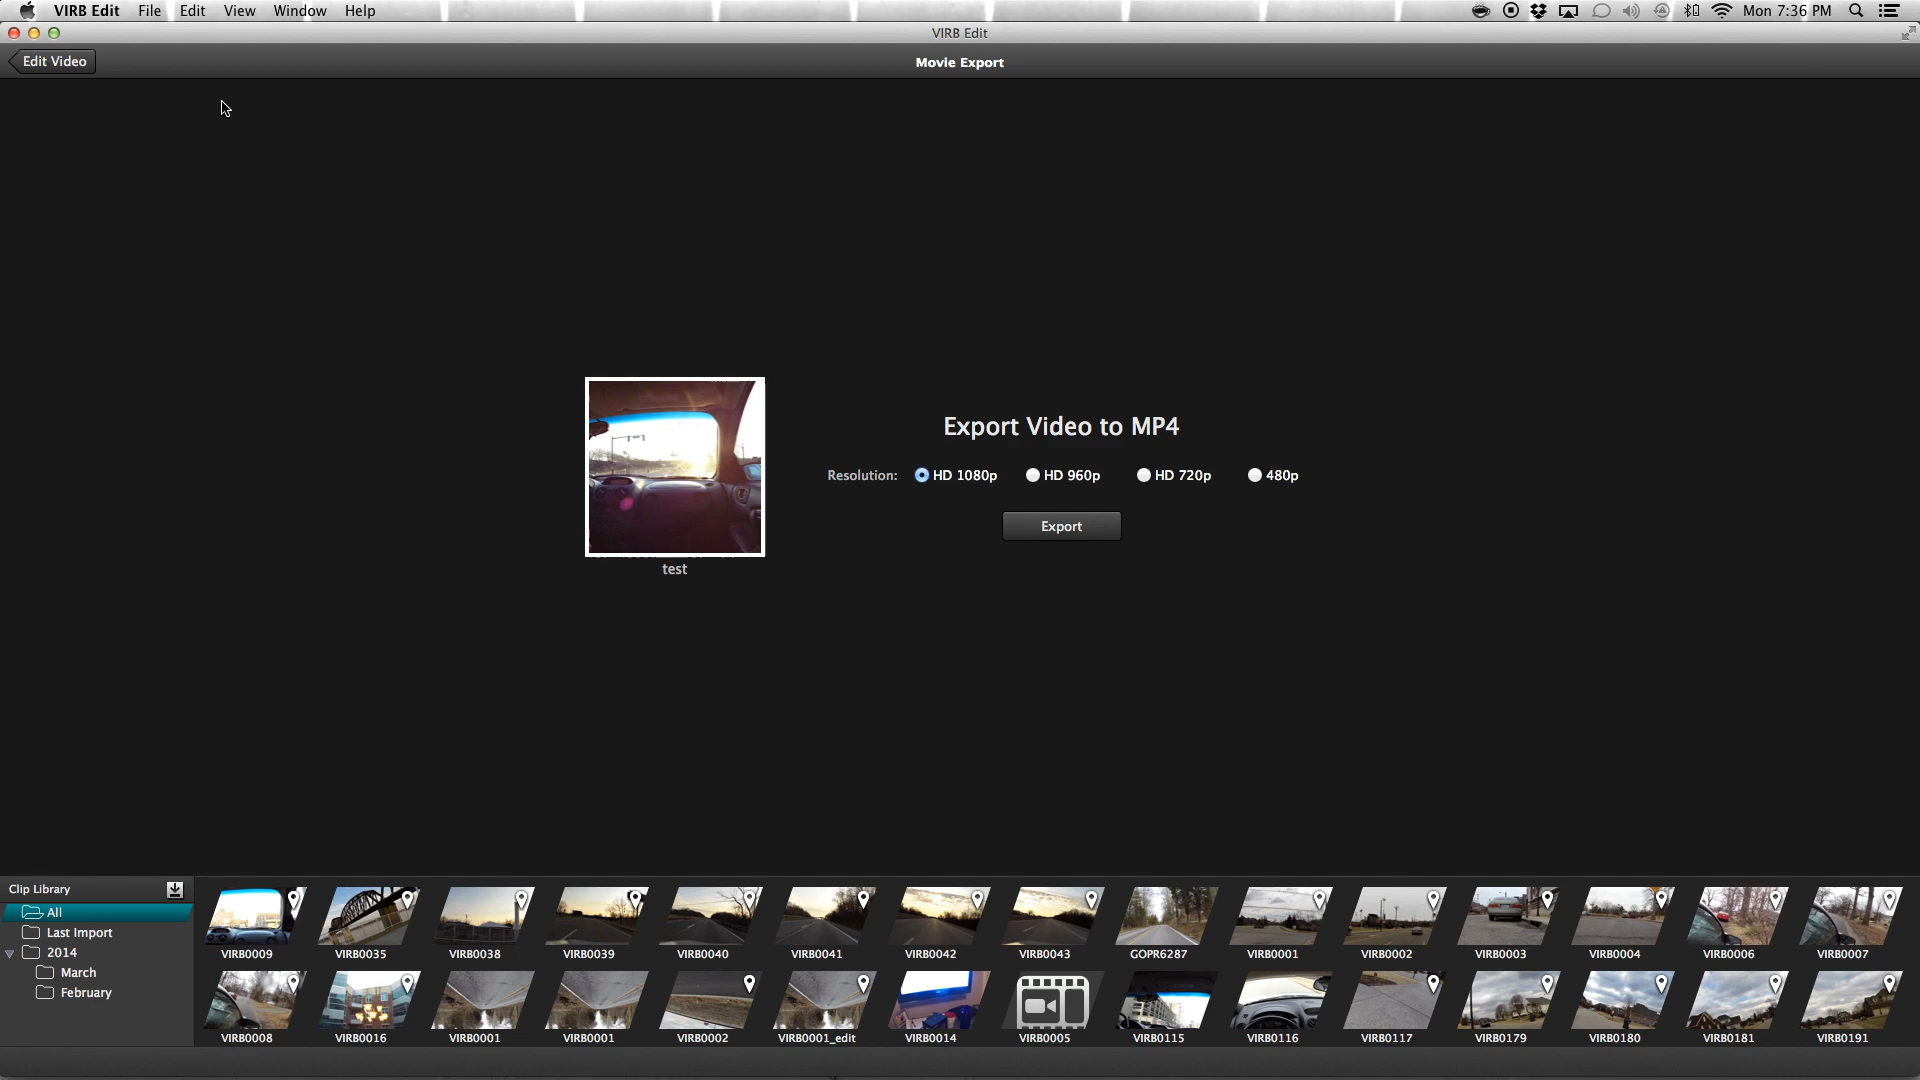 VIRB Edit File Edit View Window Help Mon 7:36 PM
VIRB Edit
Edit Video Movie Export
Export Video to MP4
Resolution: HD 1080p HD 960p HD 720p 480p
Export
test
Clip Library
All
Last Import
2014
March
February
VIRB0009 VIRB0035 VIRB0038 VIRB0039 VIRB0040 VIRB0041 VIRB0042 VIRB0043 GOPR6287 VIRB0001 VIRB0002 VIRB0003 VIRB0004 VIRB0006 VIRB0007
VIRB0008 VIRB0016 VIRB0001 VIRB0001 VIRB0002 VIRB0001_edit VIRB0014 VIRB0005 VIRB0115 VIRB0116 VIRB0117 VIRB0179 VIRB0180 VIRB0181 VIRB0191